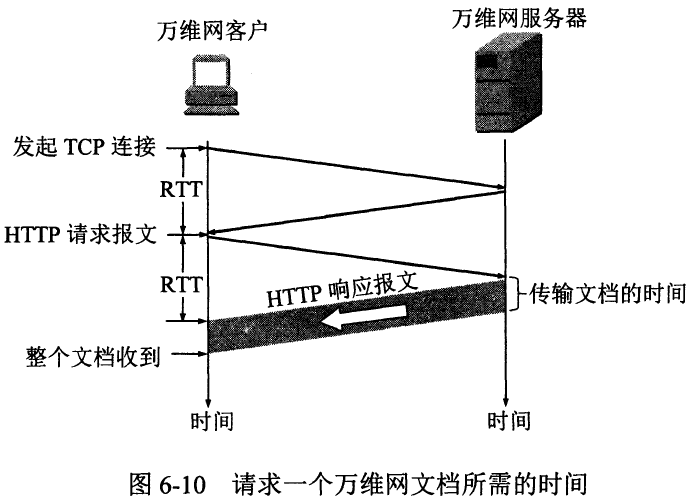 万维网客户
万维网服务器
发起 TCP 连接
RTT
HTTP 请求报文
RTT
HTTP 响应报文
传输文档的时间
整个文档收到
时间
时间
图 6-10 请求一个万维网文档所需的时间